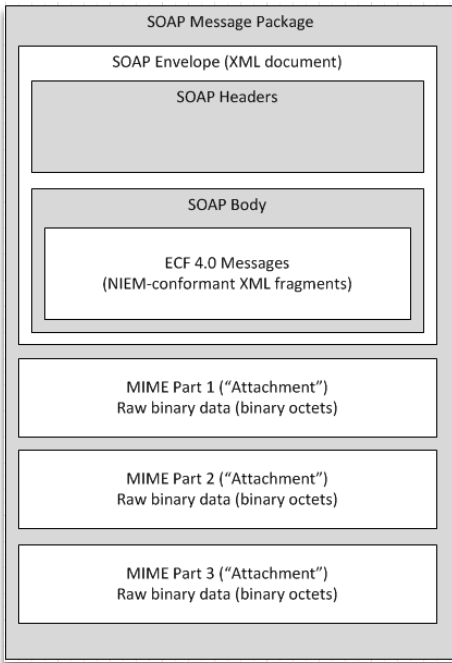 SOAP Message Package
SOAP Envelope (XML document)
SOAP Headers
SOAP Body
ECF 4.0 Messages
(NIEM-conformant XML fragments)
MIME Part 1 (“Attachment”)
Raw binary data (binary octets)
MIME Part 2 (“Attachment”)
Raw binary data (binary octets)
MIME Part 3 (“Attachment”)
Raw binary data (binary octets)